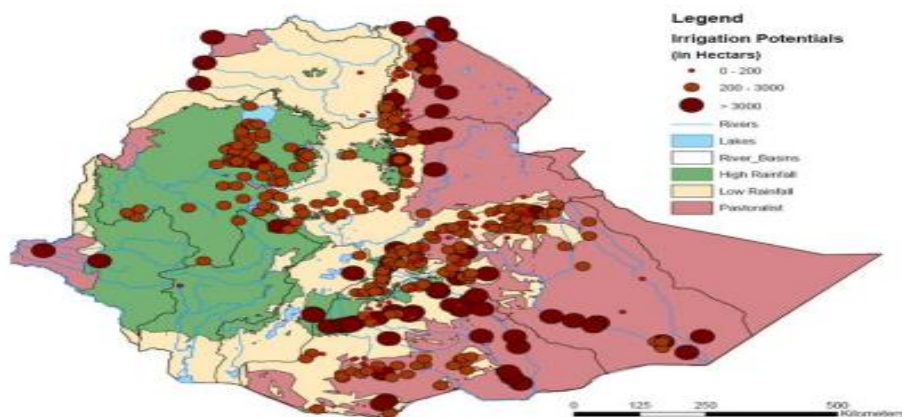 Legend
Irrigation Potentials
(in Hectars)
0 - 200
200 - 3000
> 3000
Rivers
Lakes
River_Basins
High Rainfall
Low Rainfall
Pastoralist
0 125 250 500
Kilometers